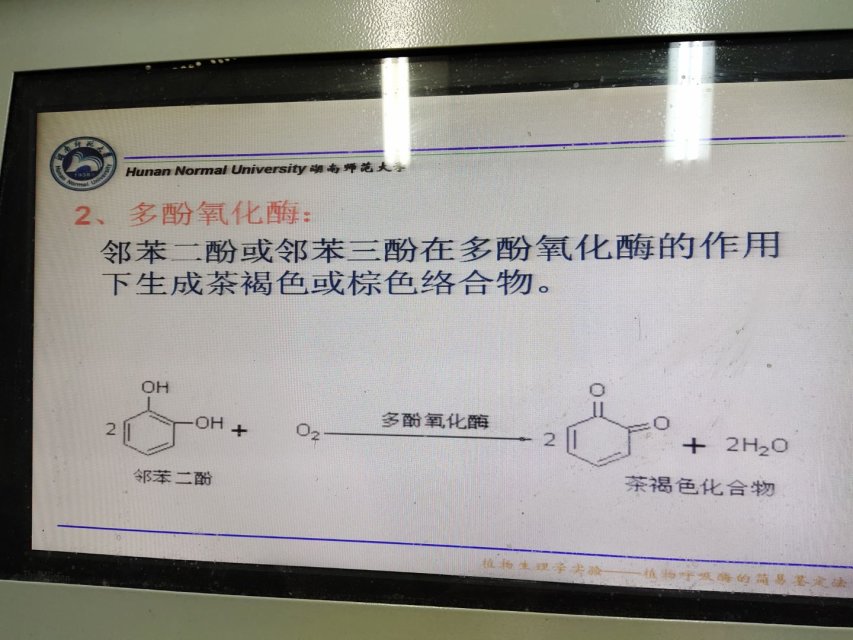 Hunan Normal University 湖南师范大学
2、多酚氧化酶：
邻苯二酚或邻苯三酚在多酚氧化酶的作用
下生成茶褐色或棕色络合物。
OH
O
2
OH
+
O₂
多酚氧化酶
2
O
+
2H₂O
邻苯二酚
茶褐色化合物
植物生理学实验——植物呼吸酶的简易鉴定法